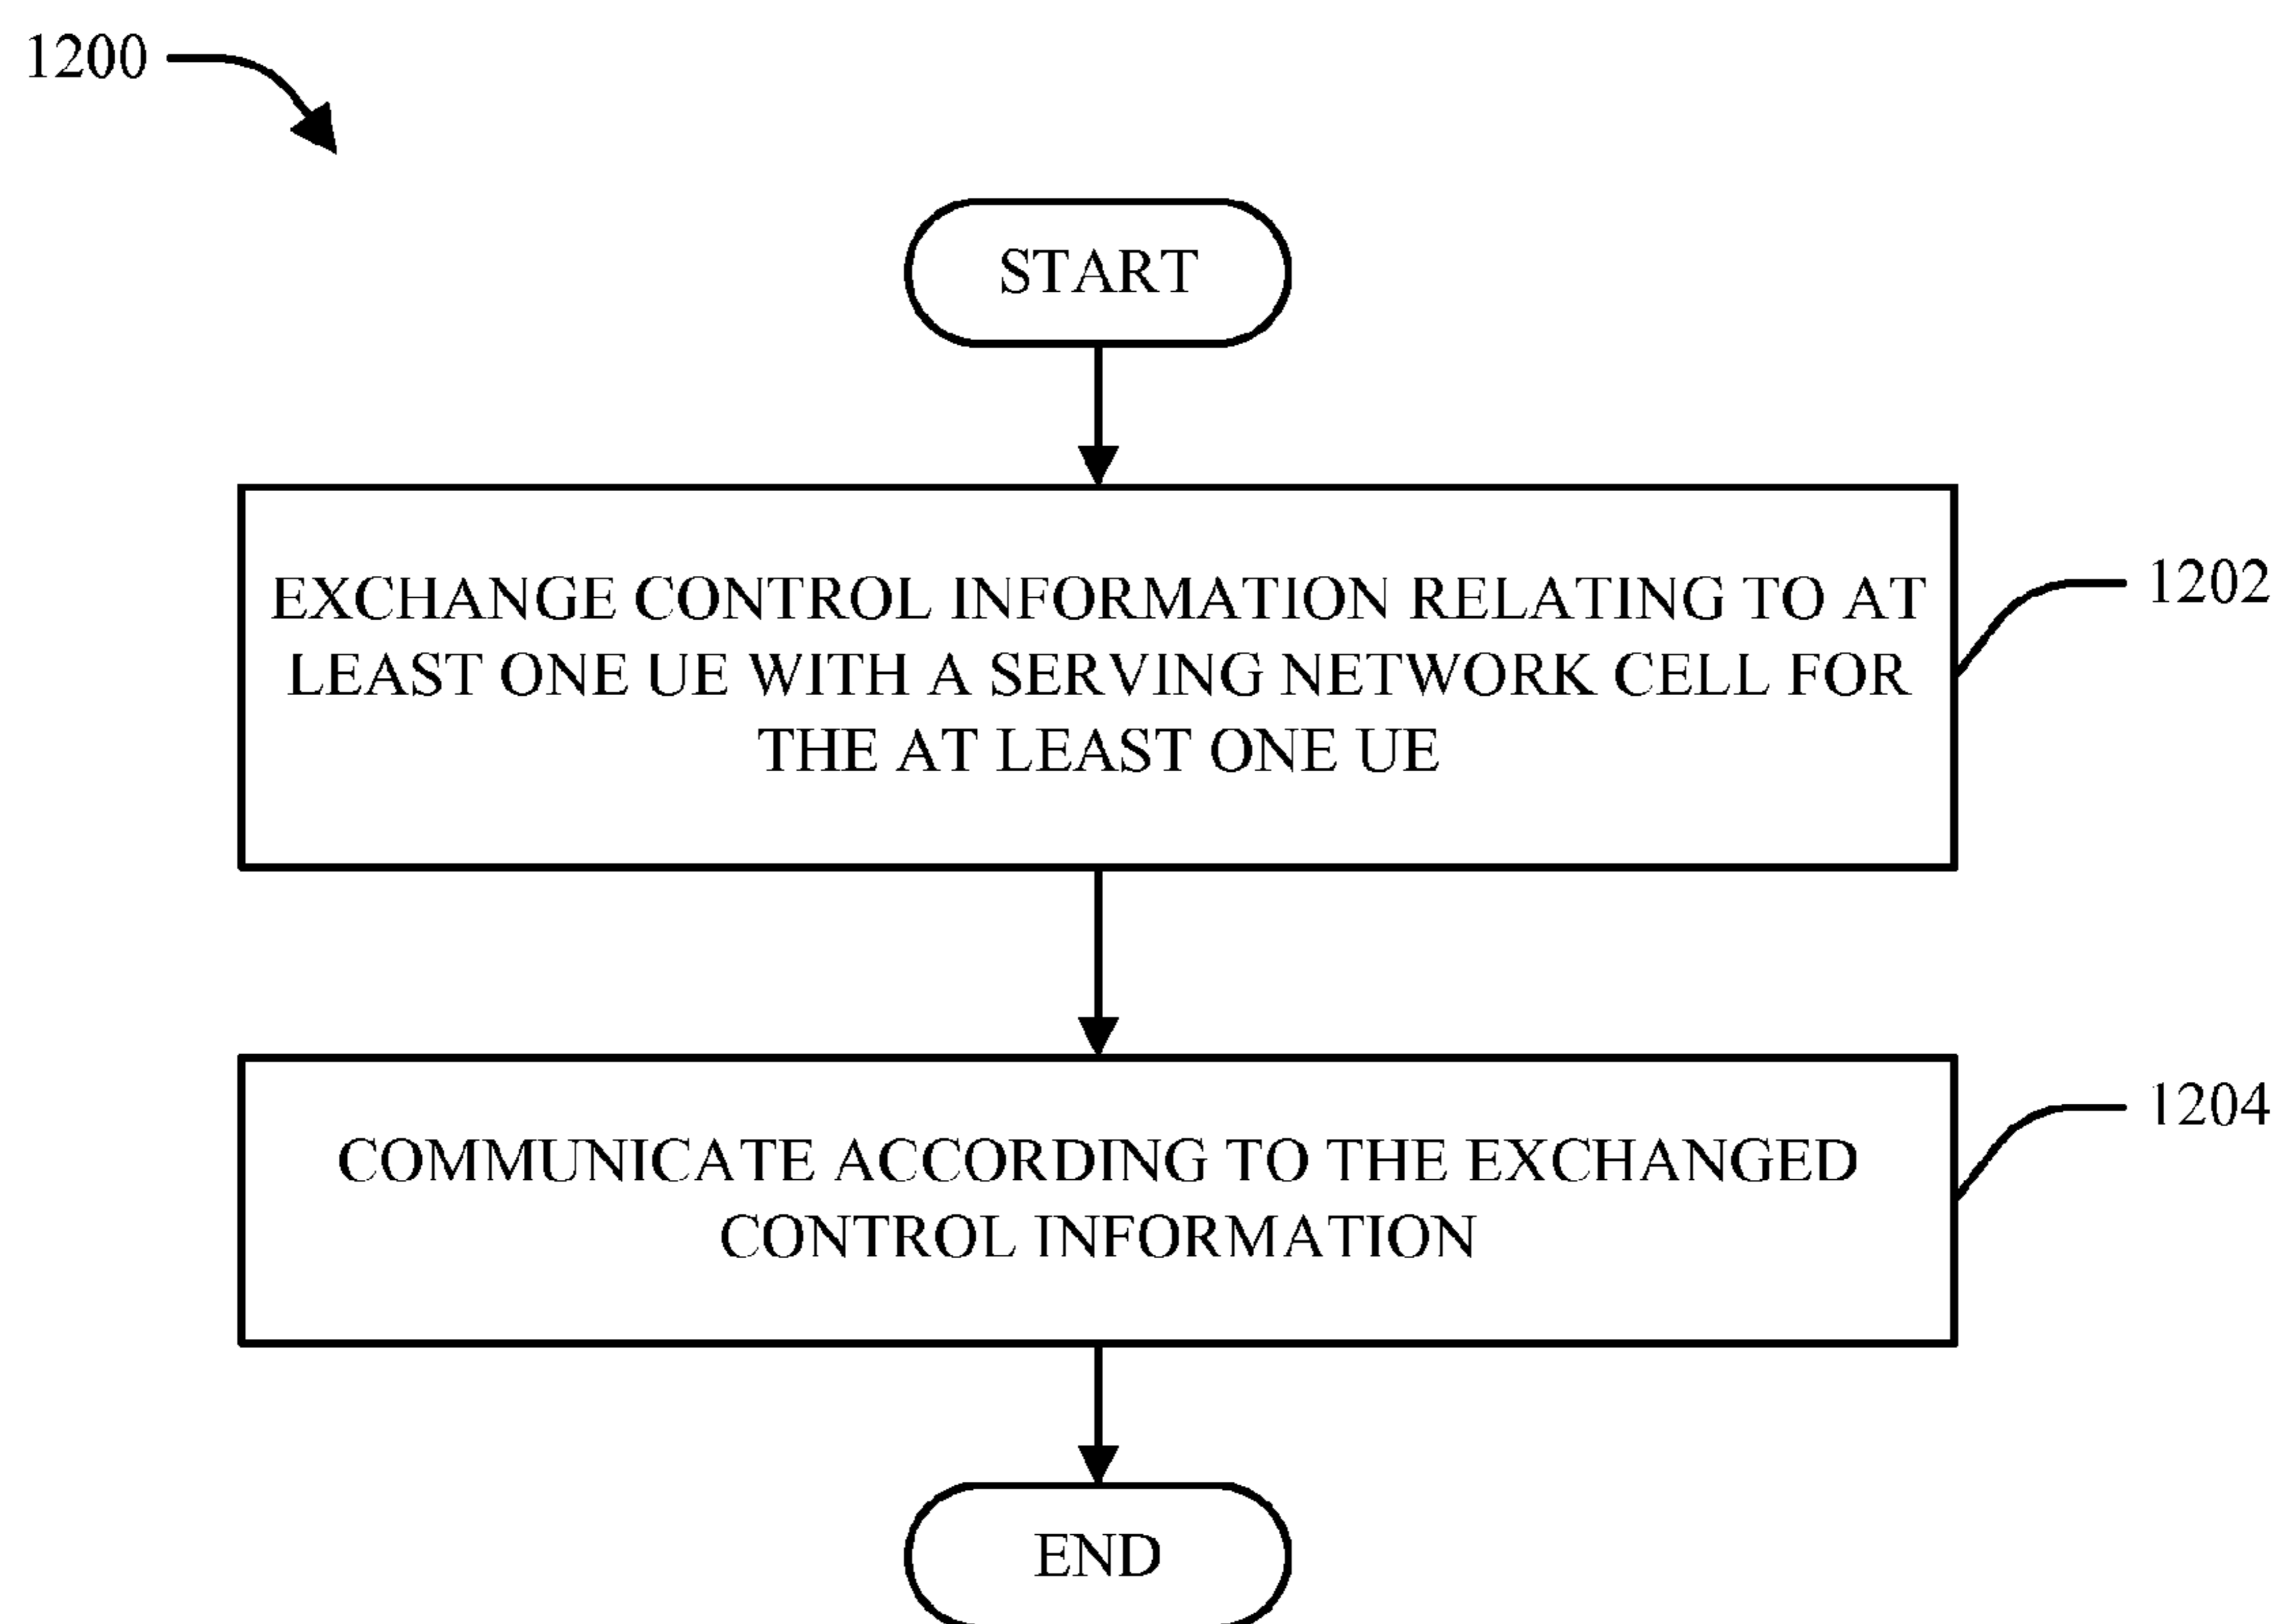 1200
START
EXCHANGE CONTROL INFORMATION RELATING TO AT
LEAST ONE UE WITH A SERVING NETWORK CELL FOR
THE AT LEAST ONE UE
1202
COMMUNICATE ACCORDING TO THE EXCHANGED
CONTROL INFORMATION
1204
END